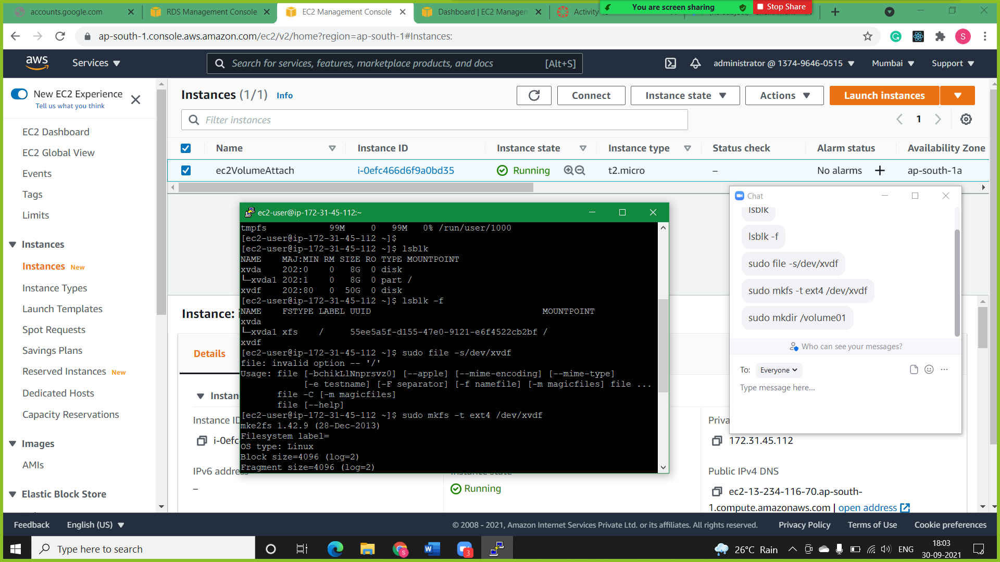 accounts.google.com
RDS Management Console
EC2 Management Console
Dashboard | EC2 Managem
Activity
You are screen sharing
Stop Share
ap-south-1.console.aws.amazon.com/ec2/v2/home?region=ap-south-1#Instances:
S
aws
Services
Search for services, features, marketplace products, and docs
[Alt+S]
administrator @ 1374-9646-0515
Mumbai
Support
New EC2 Experience
Tell us what you think
EC2 Dashboard
EC2 Global View
Events
Tags
Limits
Instances
Instances New
Instance Types
Launch Templates
Spot Requests
Savings Plans
Reserved Instances New
Dedicated Hosts
Capacity Reservations
Images
AMIs
Elastic Block Store
Instances (1/1) Info
Connect
Instance state
Actions
Launch instances
Filter instances
1
Name Instance ID Instance state Instance type Status check Alarm status Availability Zone
ec2VolumeAttach i-0efc466d6f9a0bd35 Running t2.micro – No alarms + ap-south-1a
Instance: i
Details
Instan
Instance ID
i-0efc
IPv6 addre
–
Running
Priva
172.31.45.112
Public IPv4 DNS
ec2-13-234-116-70.ap-south-
1.compute.amazonaws.com | open address
ec2-user@ip-172-31-45-112:~
tmpfs 99M 0 99M 0% /run/user/1000
[ec2-user@ip-172-31-45-112 ~]$
[ec2-user@ip-172-31-45-112 ~]$ lsblk
NAME MAJ:MIN RM SIZE RO TYPE MOUNTPOINT
xvda 202:0 0 8G 0 disk
└─xvda1 202:1 0 8G 0 part /
xvdf 202:80 0 50G 0 disk
[ec2-user@ip-172-31-45-112 ~]$ lsblk -f
NAME FSTYPE LABEL UUID MOUNTPOINT
xvda
└─xvda1 xfs / 55ee5a5f-d155-47e0-9121-e6f4522cb2bf /
xvdf
[ec2-user@ip-172-31-45-112 ~]$ sudo file -s/dev/xvdf
file: invalid option -- '/'
Usage: file [-bchikLlNnprsvz0] [--apple] [--mime-encoding] [--mime-type]
[-e testname] [-F separator] [-f namefile] [-m magicfiles] file ...
file -C [-m magicfiles]
file [--help]
[ec2-user@ip-172-31-45-112 ~]$ sudo mkfs -t ext4 /dev/xvdf
mke2fs 1.42.9 (28-Dec-2013)
Filesystem label=
OS type: Linux
Block size=4096 (log=2)
Fragment size=4096 (log=2)
Chat
lsblk
lsblk -f
sudo file -s/dev/xvdf
sudo mkfs -t ext4 /dev/xvdf
sudo mkdir /volume01
Who can see your messages?
To: Everyone
Type message here...
Feedback
English (US)
© 2008 - 2021, Amazon Internet Services Private Ltd. or its affiliates. All rights reserved.
Privacy Policy
Terms of Use
Cookie preferences
Type here to search
3
26°C Rain
ENG
18:03
30-09-2021